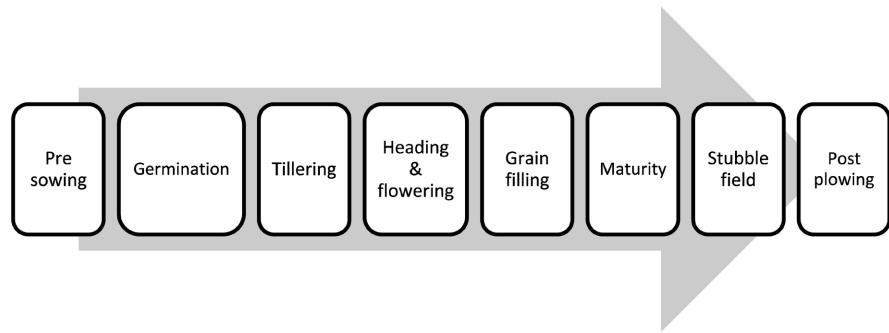 Pre
sowing
Germination
Tillering
Heading
&
flowering
Grain
filling
Maturity
Stubble
field
Post
plowing